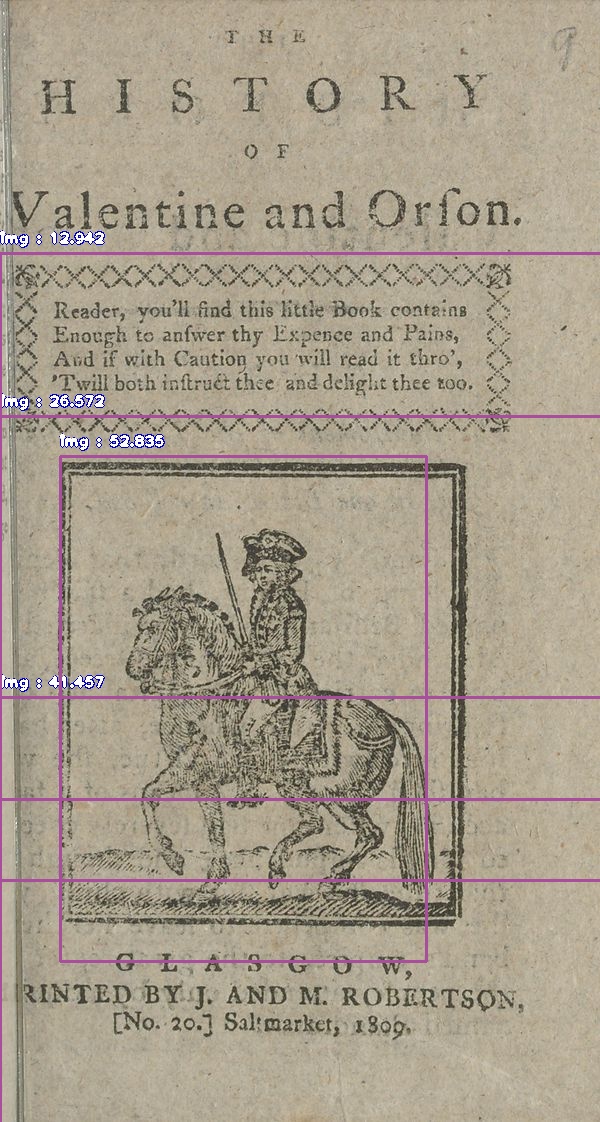 9
THE
HISTORY
OF
Valentine and Orſon.
Img : 12.942
Reader, you'll find this little Book contains
Enough to anſwer thy Expence and Pains,
And if with Caution you will read it thro',
'Twill both inſtruct thee and delight thee too.
Img : 26.572
Img : 52.835
Img : 41.457
GLASGOW,
RINTED BY J. AND M. ROBERTSON,
[No. 20.] Saltmarket, 1809.